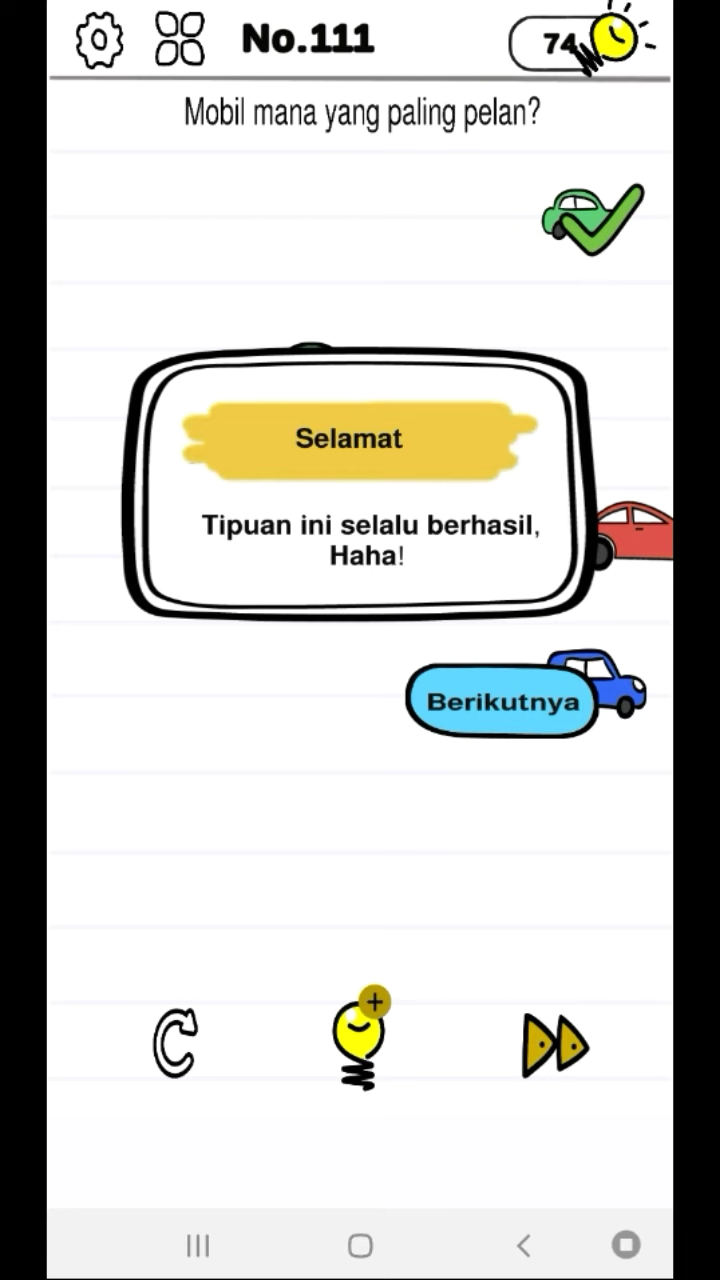 No.111
74
Mobil mana yang paling pelan?
Selamat
Tipuan ini selalu berhasil,
Haha!
Berikutnya